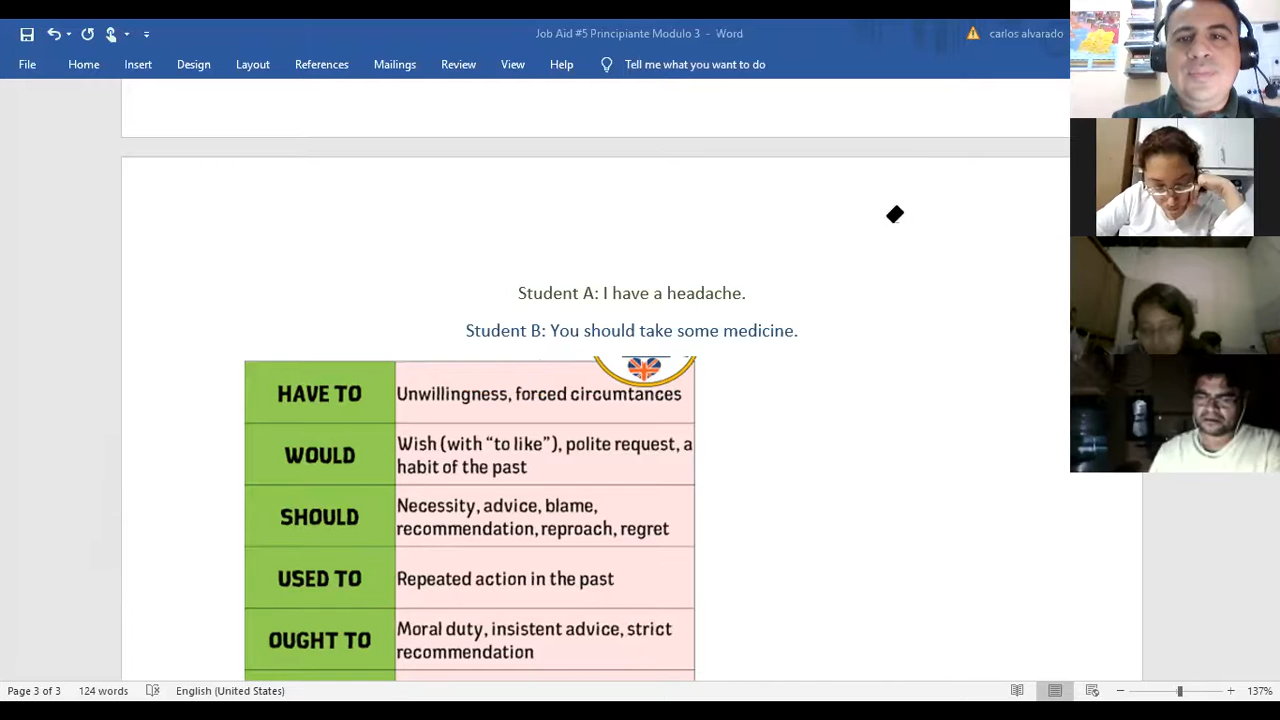 Job Aid #5 Principiante Modulo 3 - Word
carlos alvarado
File Home Insert Design Layout References Mailings Review View Help Tell me what you want to do
Student A: I have a headache.
Student B: You should take some medicine.
HAVE TO
Unwillingness, forced circumtances
WOULD
Wish (with "to like"), polite request, a
habit of the past
SHOULD
Necessity, advice, blame,
recommendation, reproach, regret
USED TO
Repeated action in the past
OUGHT TO
Moral duty, insistent advice, strict
recommendation
Page 3 of 3 124 words English (United States) 137%